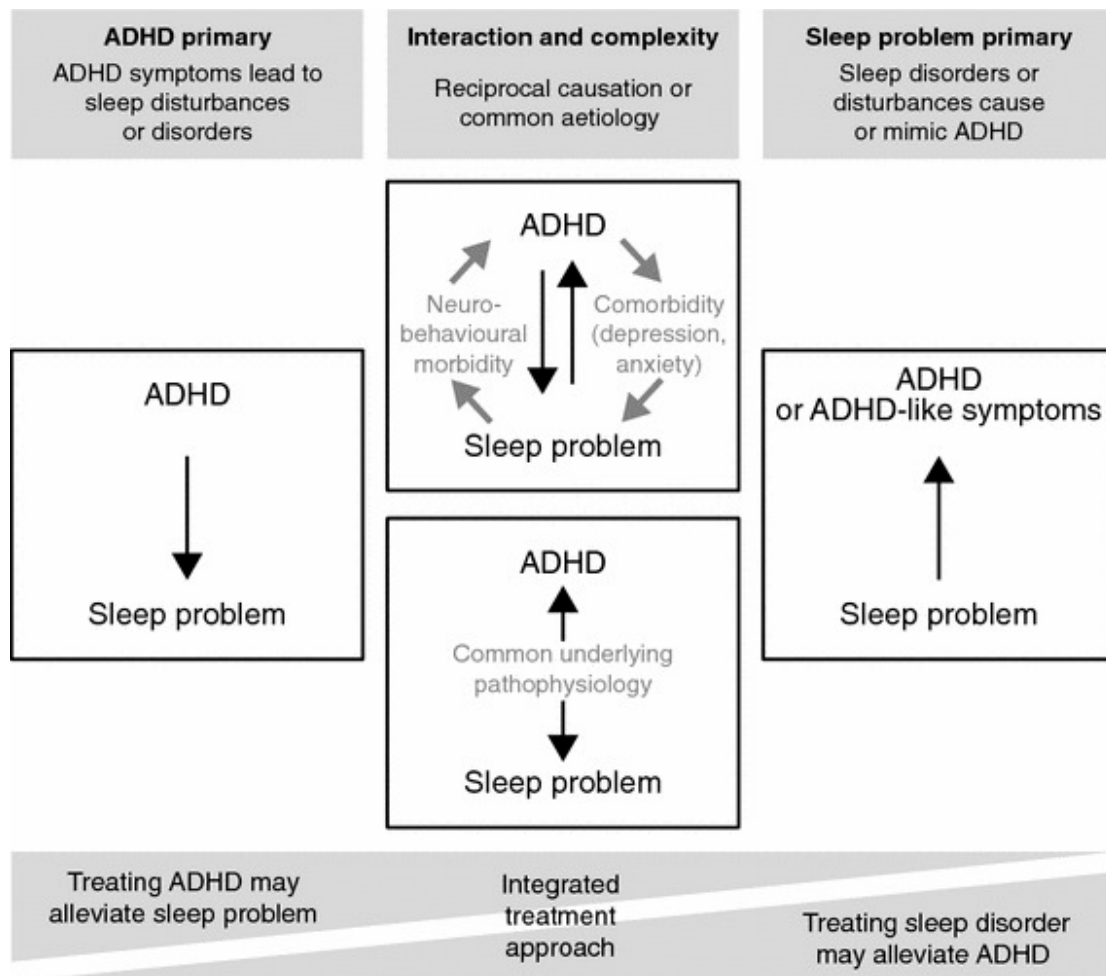 ADHD primary
ADHD symptoms lead to
sleep disturbances
or disorders
Interaction and complexity
Reciprocal causation or
common aetiology
Sleep problem primary
Sleep disorders or
disturbances cause
or mimic ADHD
ADHD
Sleep problem
ADHD
Neuro-
behavioural
morbidity
Comorbidity
(depression,
anxiety)
Sleep problem
ADHD
Common underlying
pathophysiology
Sleep problem
ADHD
or ADHD-like symptoms
Sleep problem
Treating ADHD may
alleviate sleep problem
Integrated
treatment
approach
Treating sleep disorder
may alleviate ADHD